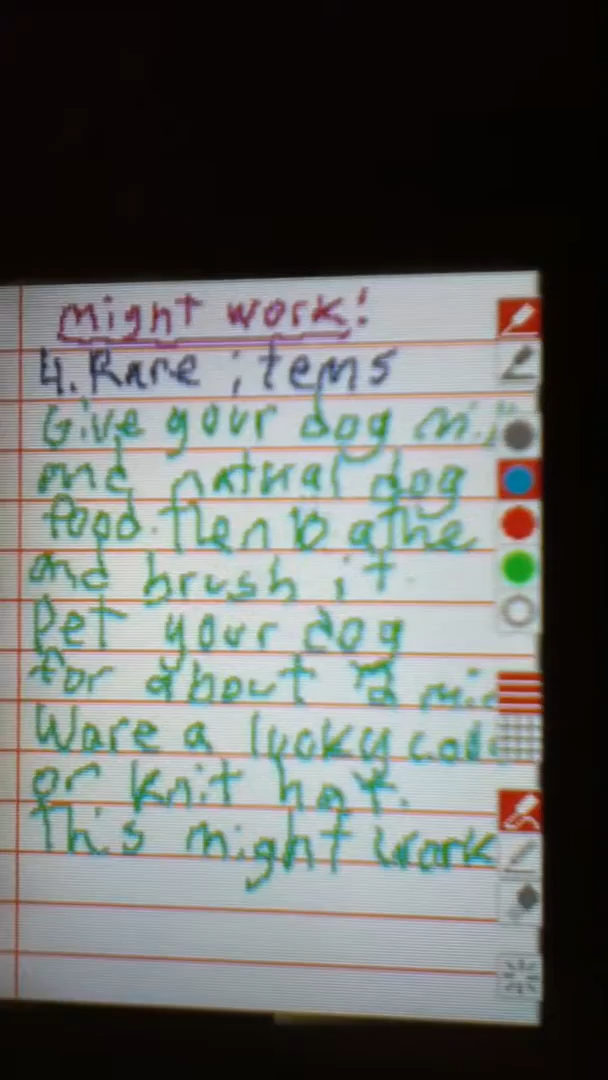 might work!
4. Rare items
Give your dog
and natural dog
food. then bathe
and brush it.
Pet your dog
for about
Ware a lucky
or knit hat.
This might work